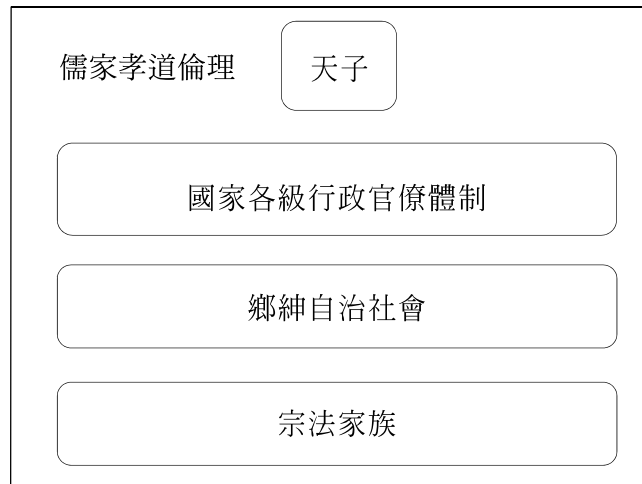 儒家孝道倫理
天子
國家各級行政官僚體制
鄉紳自治社會
宗法家族